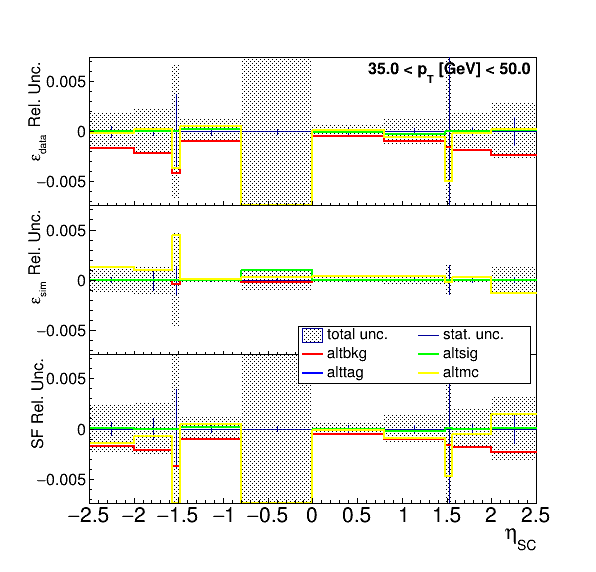 35.0 < p_T [GeV] < 50.0
ε_data Rel. Unc.
0.005
0
−0.005
ε_sim Rel. Unc.
0.005
0
−0.005
total unc.
stat. unc.
altbkg
altsig
alttag
altmc
SF Rel. Unc.
0.005
0
−0.005
−2.5 −2 −1.5 −1 −0.5 0 0.5 1 1.5 2 2.5
η_SC